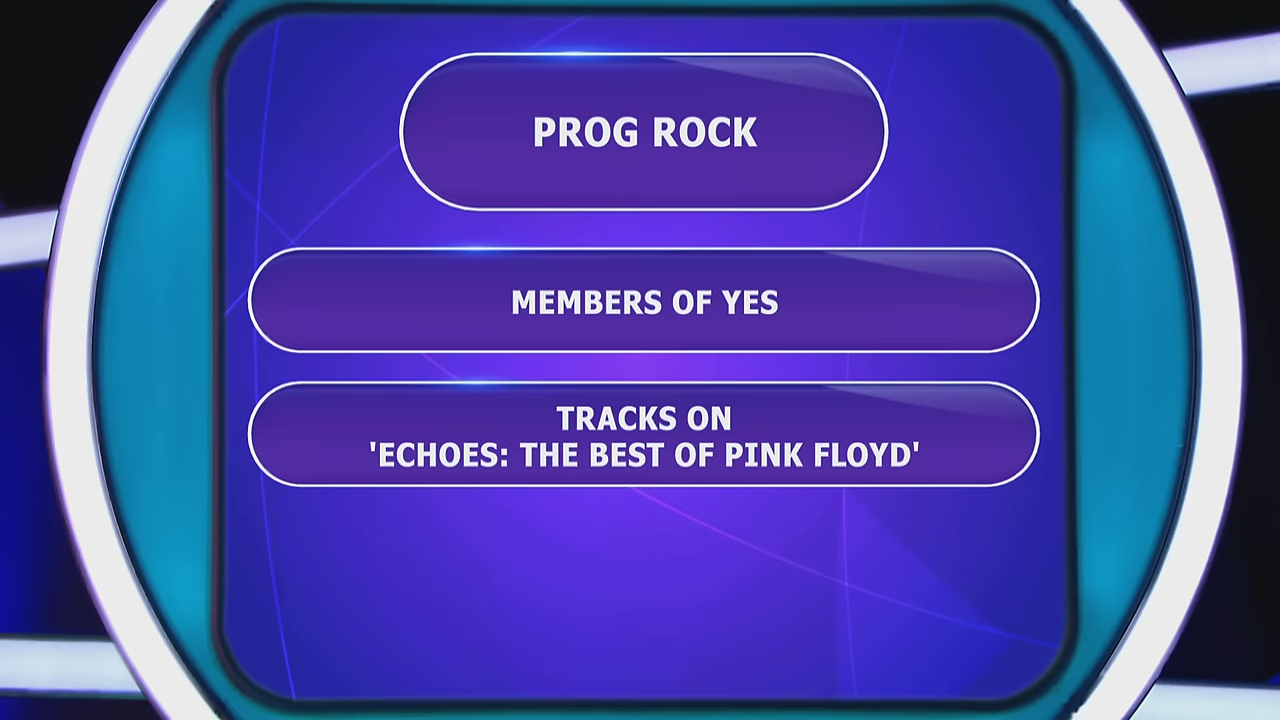 PROG ROCK
MEMBERS OF YES
TRACKS ON
'ECHOES: THE BEST OF PINK FLOYD'